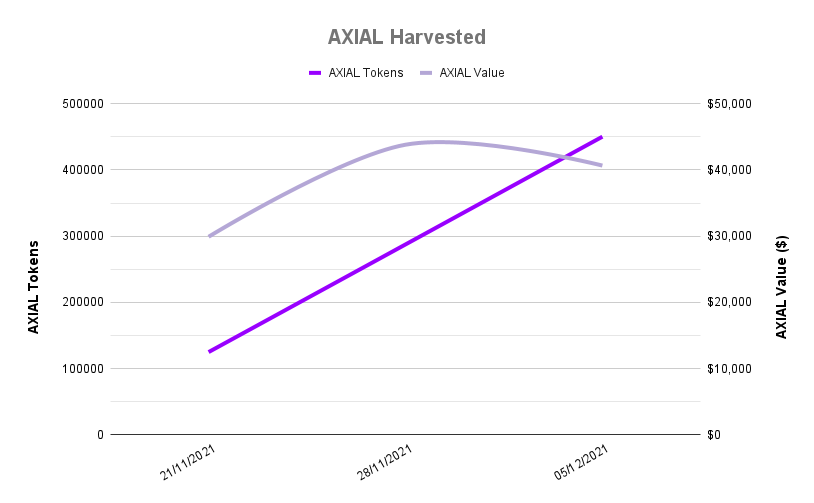 AXIAL Harvested
AXIAL Tokens AXIAL Value
500000 $50,000
400000 $40,000
300000 $30,000
200000 $20,000
100000 $10,000
0 $0
AXIAL Tokens
AXIAL Value ($)
21/11/2021 28/11/2021 05/12/2021